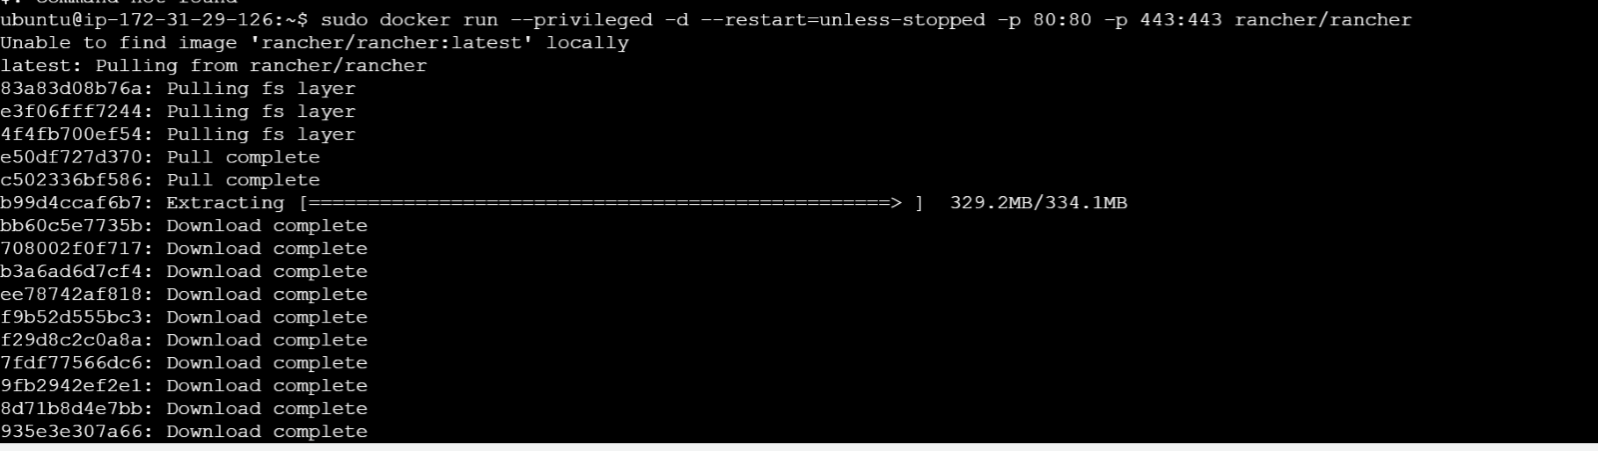 command not found
ubuntu@ip-172-31-29-126:~$ sudo docker run --privileged -d --restart=unless-stopped -p 80:80 -p 443:443 rancher/rancher
Unable to find image 'rancher/rancher:latest' locally
latest: Pulling from rancher/rancher
83a83d08b76a: Pulling fs layer
e3f06fff7244: Pulling fs layer
4f4fb700ef54: Pulling fs layer
e50df727d370: Pull complete
c502336bf586: Pull complete
b99d4ccaf6b7: Extracting [=================================================> ]  329.2MB/334.1MB
bb60c5e7735b: Download complete
708002f0f717: Download complete
b3a6ad6d7cf4: Download complete
ee78742af818: Download complete
f9b52d555bc3: Download complete
f29d8c2c0a8a: Download complete
7fdf77566dc6: Download complete
9fb2942ef2e1: Download complete
8d71b8d4e7bb: Download complete
935e3e307a66: Download complete